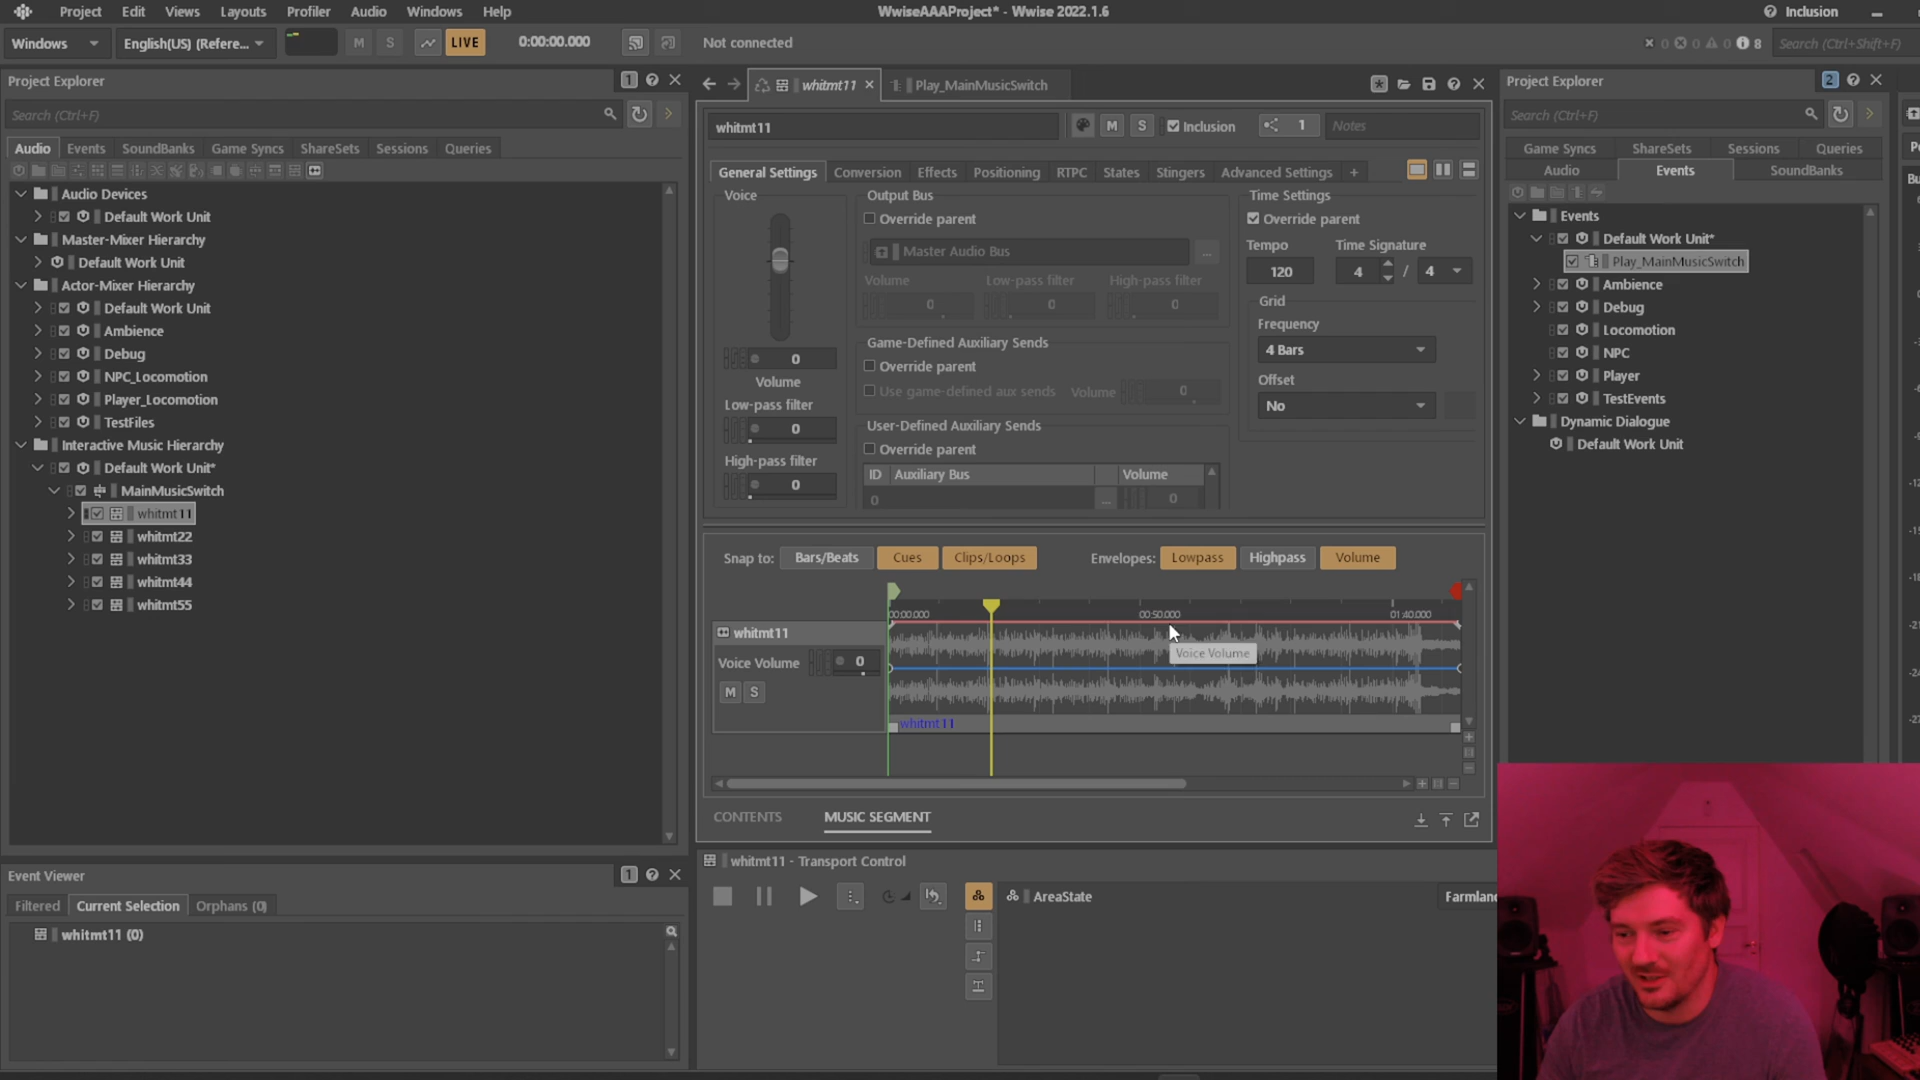 Project Edit Views Layouts Profiler Audio Windows Help
WwiseAAAProject* - Wwise 2022.1.6
Inclusion
Windows
English(US) (Refere...
M S
LIVE
0:00:00.000
Not connected
0 0 0 8
Search (Ctrl+Shift+F)
Project Explorer
1
Search (Ctrl+F)
Audio Events SoundBanks Game Syncs ShareSets Sessions Queries
Audio Devices
Default Work Unit
Master-Mixer Hierarchy
Default Work Unit
Actor-Mixer Hierarchy
Default Work Unit
Ambience
Debug
NPC_Locomotion
Player_Locomotion
TestFiles
Interactive Music Hierarchy
Default Work Unit*
MainMusicSwitch
whitmt11
whitmt22
whitmt33
whitmt44
whitmt55
Event Viewer
1
Filtered Current Selection Orphans (0)
whitmt11 (0)
whitmt11
Play_MainMusicSwitch
whitmt11
M S
Inclusion
1
Notes
General Settings Conversion Effects Positioning RTPC States Stingers Advanced Settings +
Voice
0
Volume
Low-pass filter
0
High-pass filter
0
Output Bus
Override parent
Master Audio Bus
...
Volume Low-pass filter High-pass filter
0 0 0
Game-Defined Auxiliary Sends
Override parent
Use game-defined aux sends Volume 0
User-Defined Auxiliary Sends
Override parent
ID Auxiliary Bus Volume
0 ... 0
Time Settings
Override parent
Tempo Time Signature
120 4 / 4
Grid
Frequency
4 Bars
Offset
No
Snap to: Bars/Beats Cues Clips/Loops
Envelopes: Lowpass Highpass Volume
00:00.000 00:50.000 01:40.000
whitmt11
Voice Volume 0
M S
Voice Volume
whitmt11
CONTENTS MUSIC SEGMENT
whitmt11 - Transport Control
AreaState
Farmland
Project Explorer
2
Search (Ctrl+F)
Game Syncs ShareSets Sessions Queries
Audio Events SoundBanks
Events
Default Work Unit*
Play_MainMusicSwitch
Ambience
Debug
Locomotion
NPC
Player
TestEvents
Dynamic Dialogue
Default Work Unit